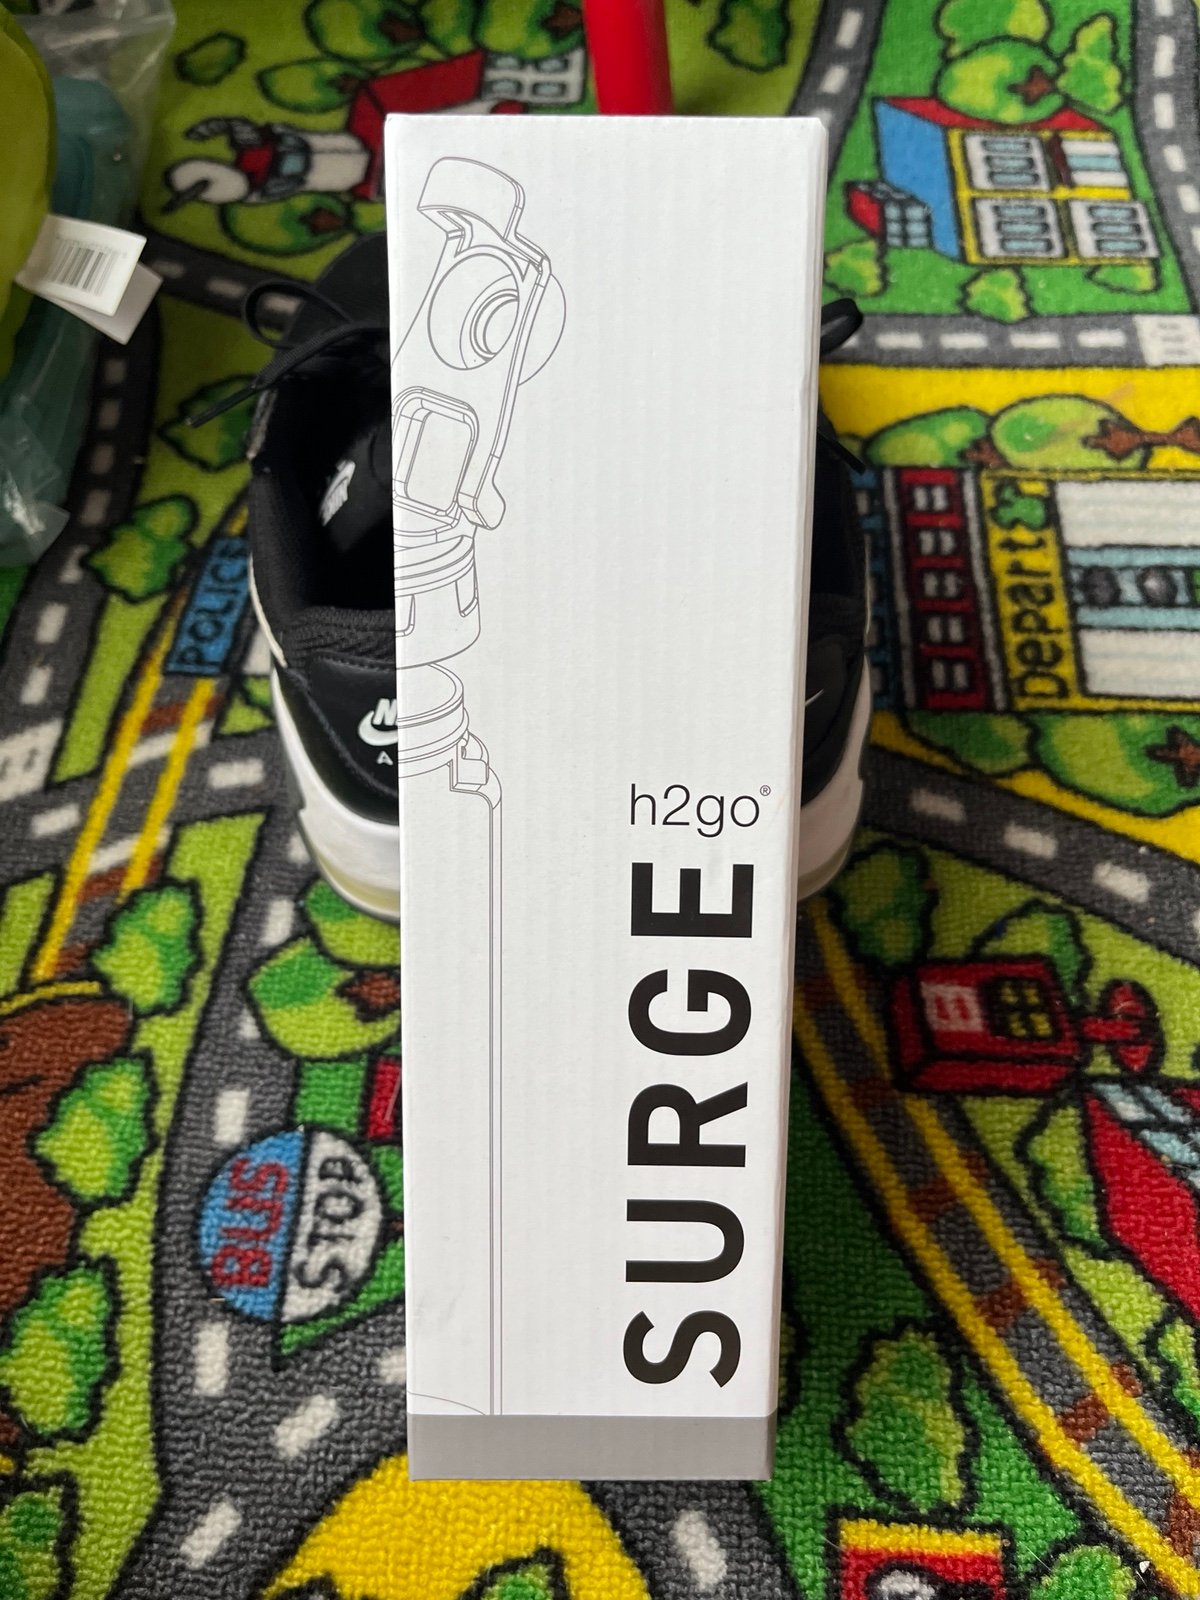 h2go®
SURGE
POLICE
BUS
STOP
Depart